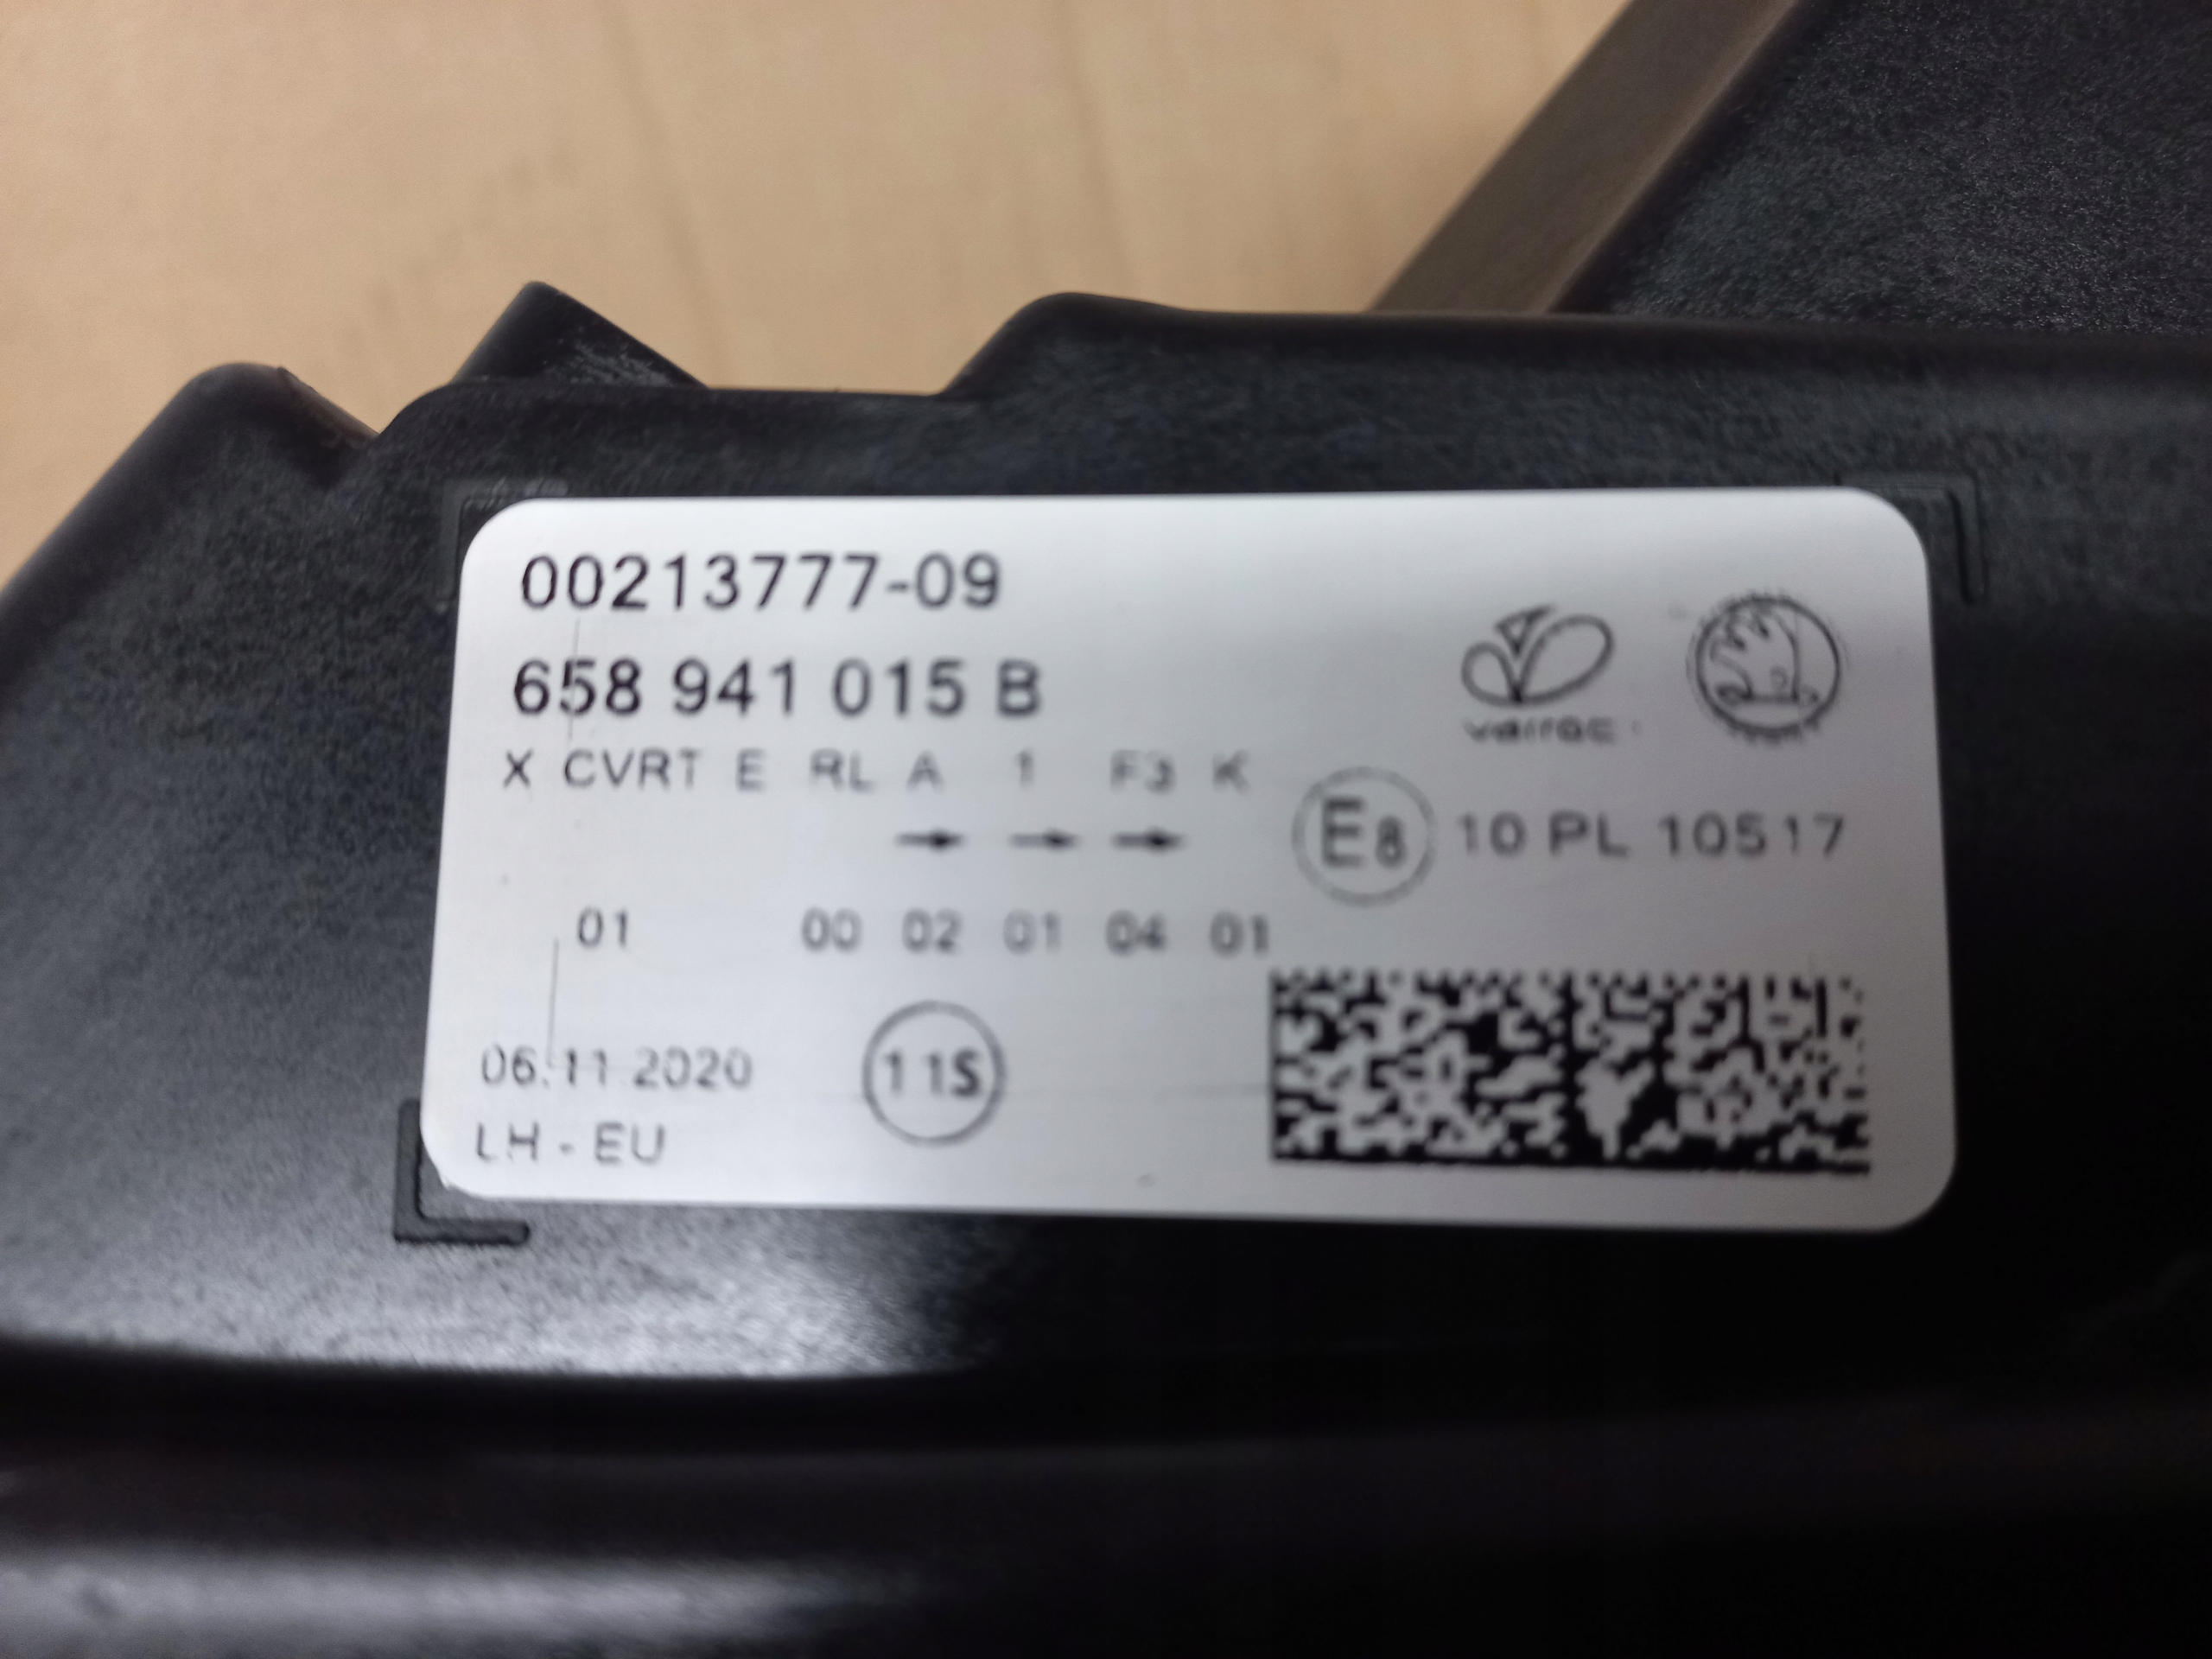 00213777-09
658 941 015 B
varroc
X CVRT E RL A 1 F3 K
E8 10 PL 10517
01 00 02 01 04 01
06.11.2020
11S
LH - EU